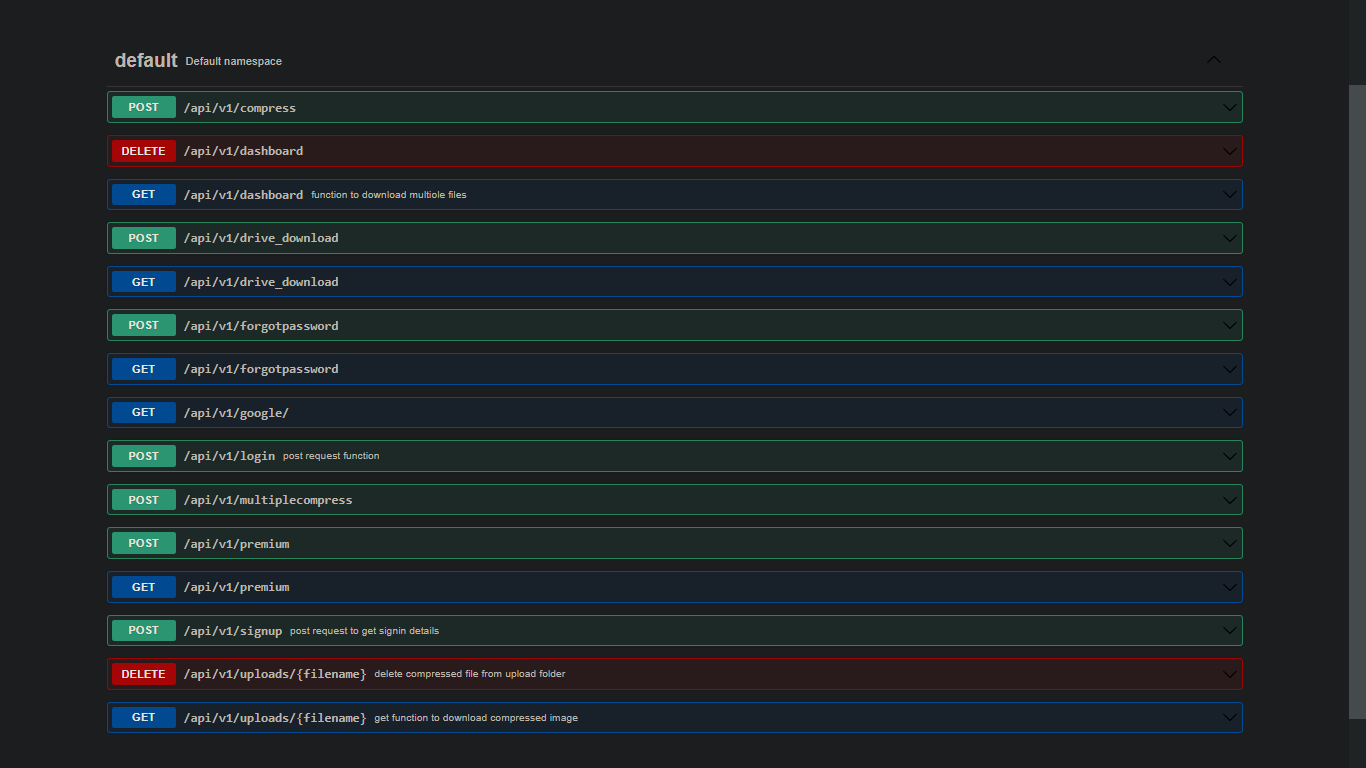 default Default namespace
POST /api/v1/compress
DELETE /api/v1/dashboard
GET /api/v1/dashboard function to download multiole files
POST /api/v1/drive_download
GET /api/v1/drive_download
POST /api/v1/forgotpassword
GET /api/v1/forgotpassword
GET /api/v1/google/
POST /api/v1/login post request function
POST /api/v1/multiplecompress
POST /api/v1/premium
GET /api/v1/premium
POST /api/v1/signup post request to get signin details
DELETE /api/v1/uploads/{filename} delete compressed file from upload folder
GET /api/v1/uploads/{filename} get function to download compressed image